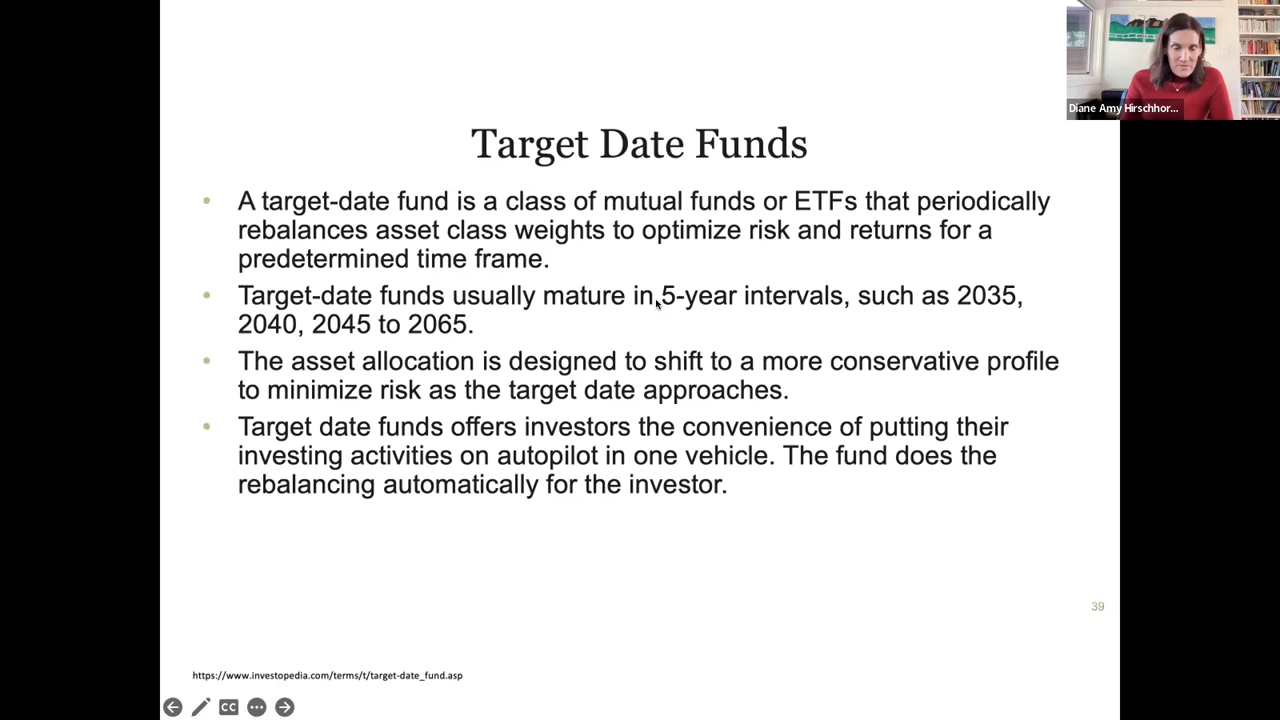 Diane Amy Hirschhor...
Target Date Funds
• A target-date fund is a class of mutual funds or ETFs that periodically
rebalances asset class weights to optimize risk and returns for a
predetermined time frame.
• Target-date funds usually mature in 5-year intervals, such as 2035,
2040, 2045 to 2065.
• The asset allocation is designed to shift to a more conservative profile
to minimize risk as the target date approaches.
• Target date funds offers investors the convenience of putting their
investing activities on autopilot in one vehicle. The fund does the
rebalancing automatically for the investor.
39
https://www.investopedia.com/terms/t/target-date_fund.asp
CC